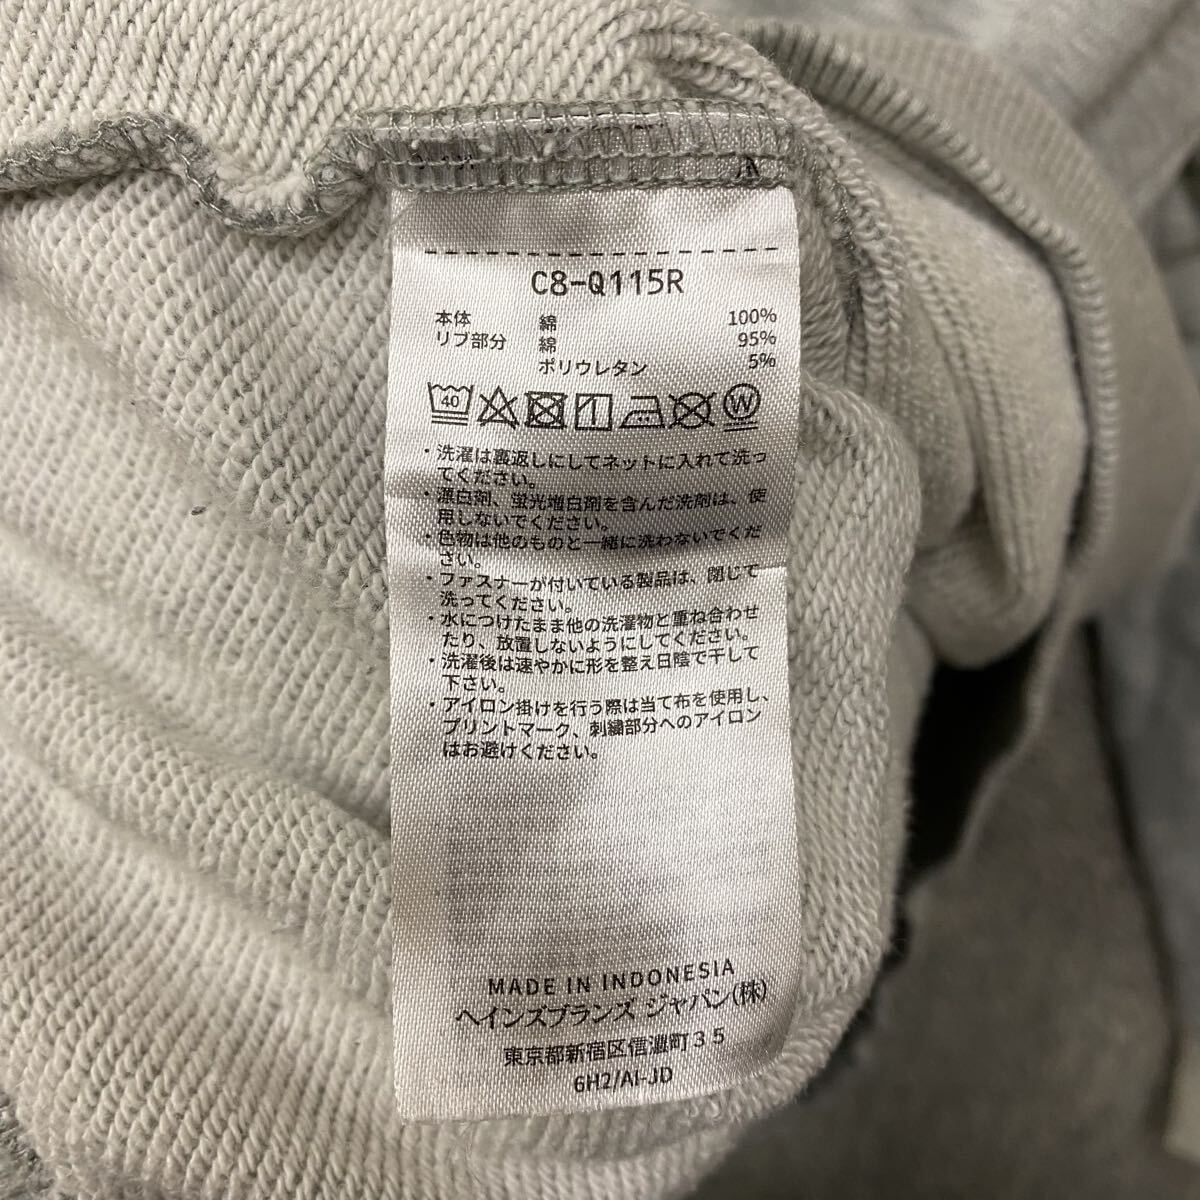 C8-Q115R
本体 綿 100%
リブ部分 綿 95%
ポリウレタン 5%
40
W
・洗濯は裏返しにしてネットに入れて洗っ
てください。
・漂白剤、蛍光増白剤を含んだ洗剤は、使
用しないでください。
・色物は他のものと一緒に洗わないでくだ
さい。
・ファスナーが付いている製品は、閉じて
洗ってください。
・水につけたまま他の洗濯物と重ね合わせ
たり、放置しないようにしてください。
・洗濯後は速やかに形を整え日陰で干して
下さい。
・アイロン掛けを行う際は当て布を使用し、
プリントマーク、刺繍部分へのアイロン
はお避けください。
MADE IN INDONESIA
ヘインズブランズ ジャパン(株)
東京都新宿区信濃町35
6H2/AI-JD